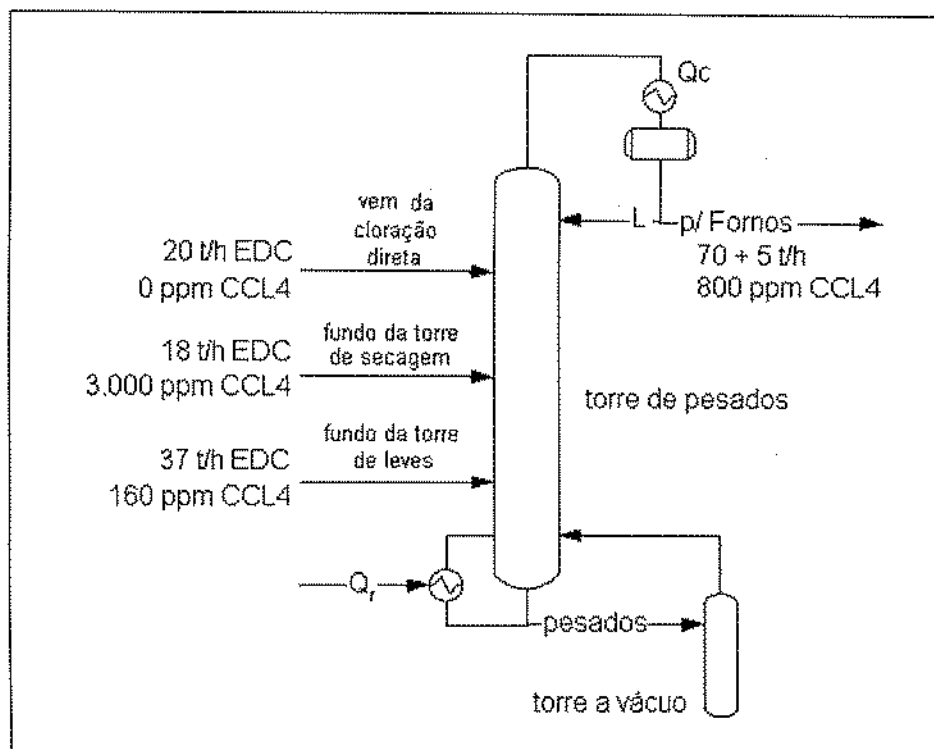 Qc
vem da
cloração
direta
20 t/h EDC
0 ppm CCL4
L
p/ Fornos
70 + 5 t/h
800 ppm CCL4
18 t/h EDC
3.000 ppm CCL4
fundo da torre
de secagem
torre de pesados
37 t/h EDC
160 ppm CCL4
fundo da torre
de leves
Qr
pesados
torre a vácuo